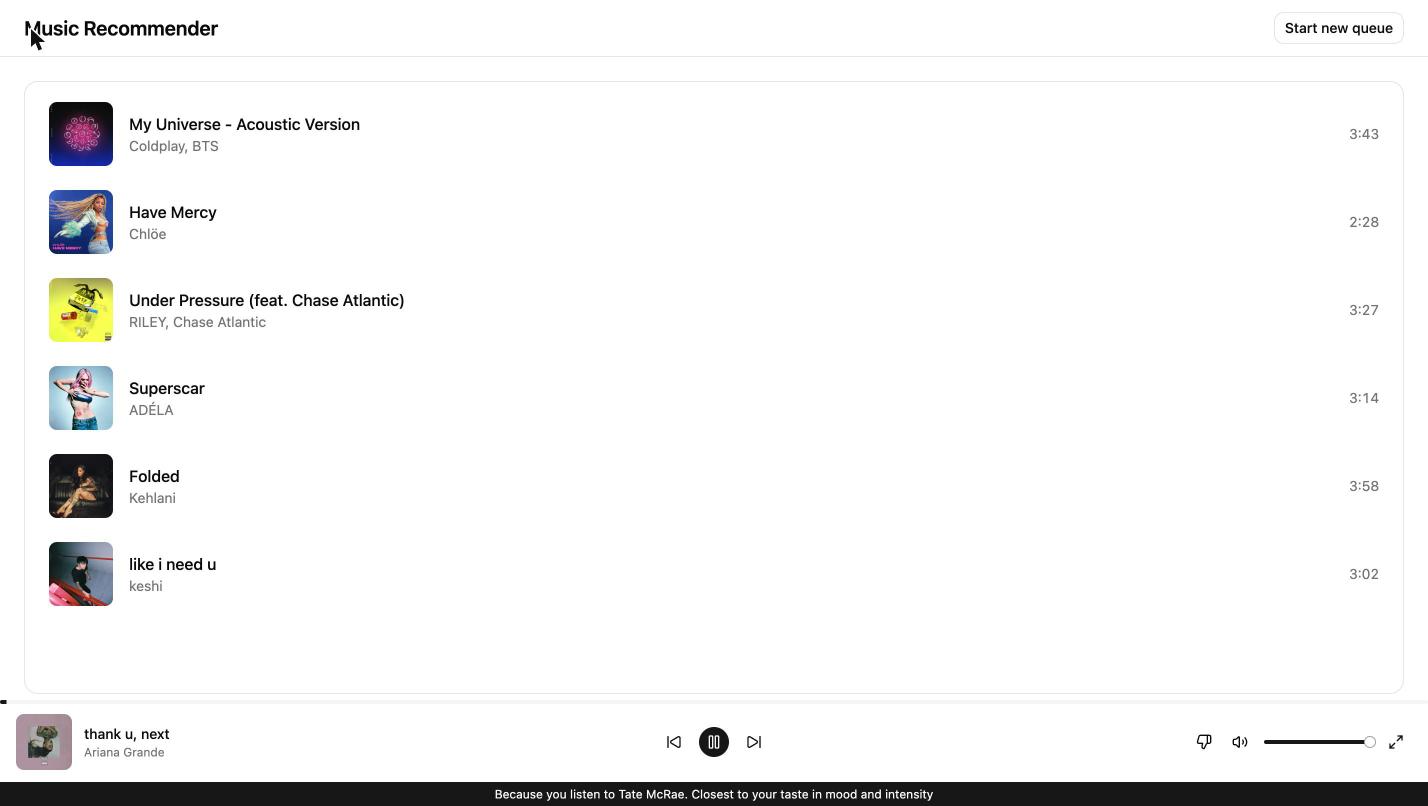 Music Recommender
Start new queue
My Universe - Acoustic Version
Coldplay, BTS
3:43
Have Mercy
Chlöe
2:28
Under Pressure (feat. Chase Atlantic)
RILEY, Chase Atlantic
3:27
Superscar
ADÉLA
3:14
Folded
Kehlani
3:58
like i need u
keshi
3:02
thank u, next
Ariana Grande
Because you listen to Tate McRae. Closest to your taste in mood and intensity